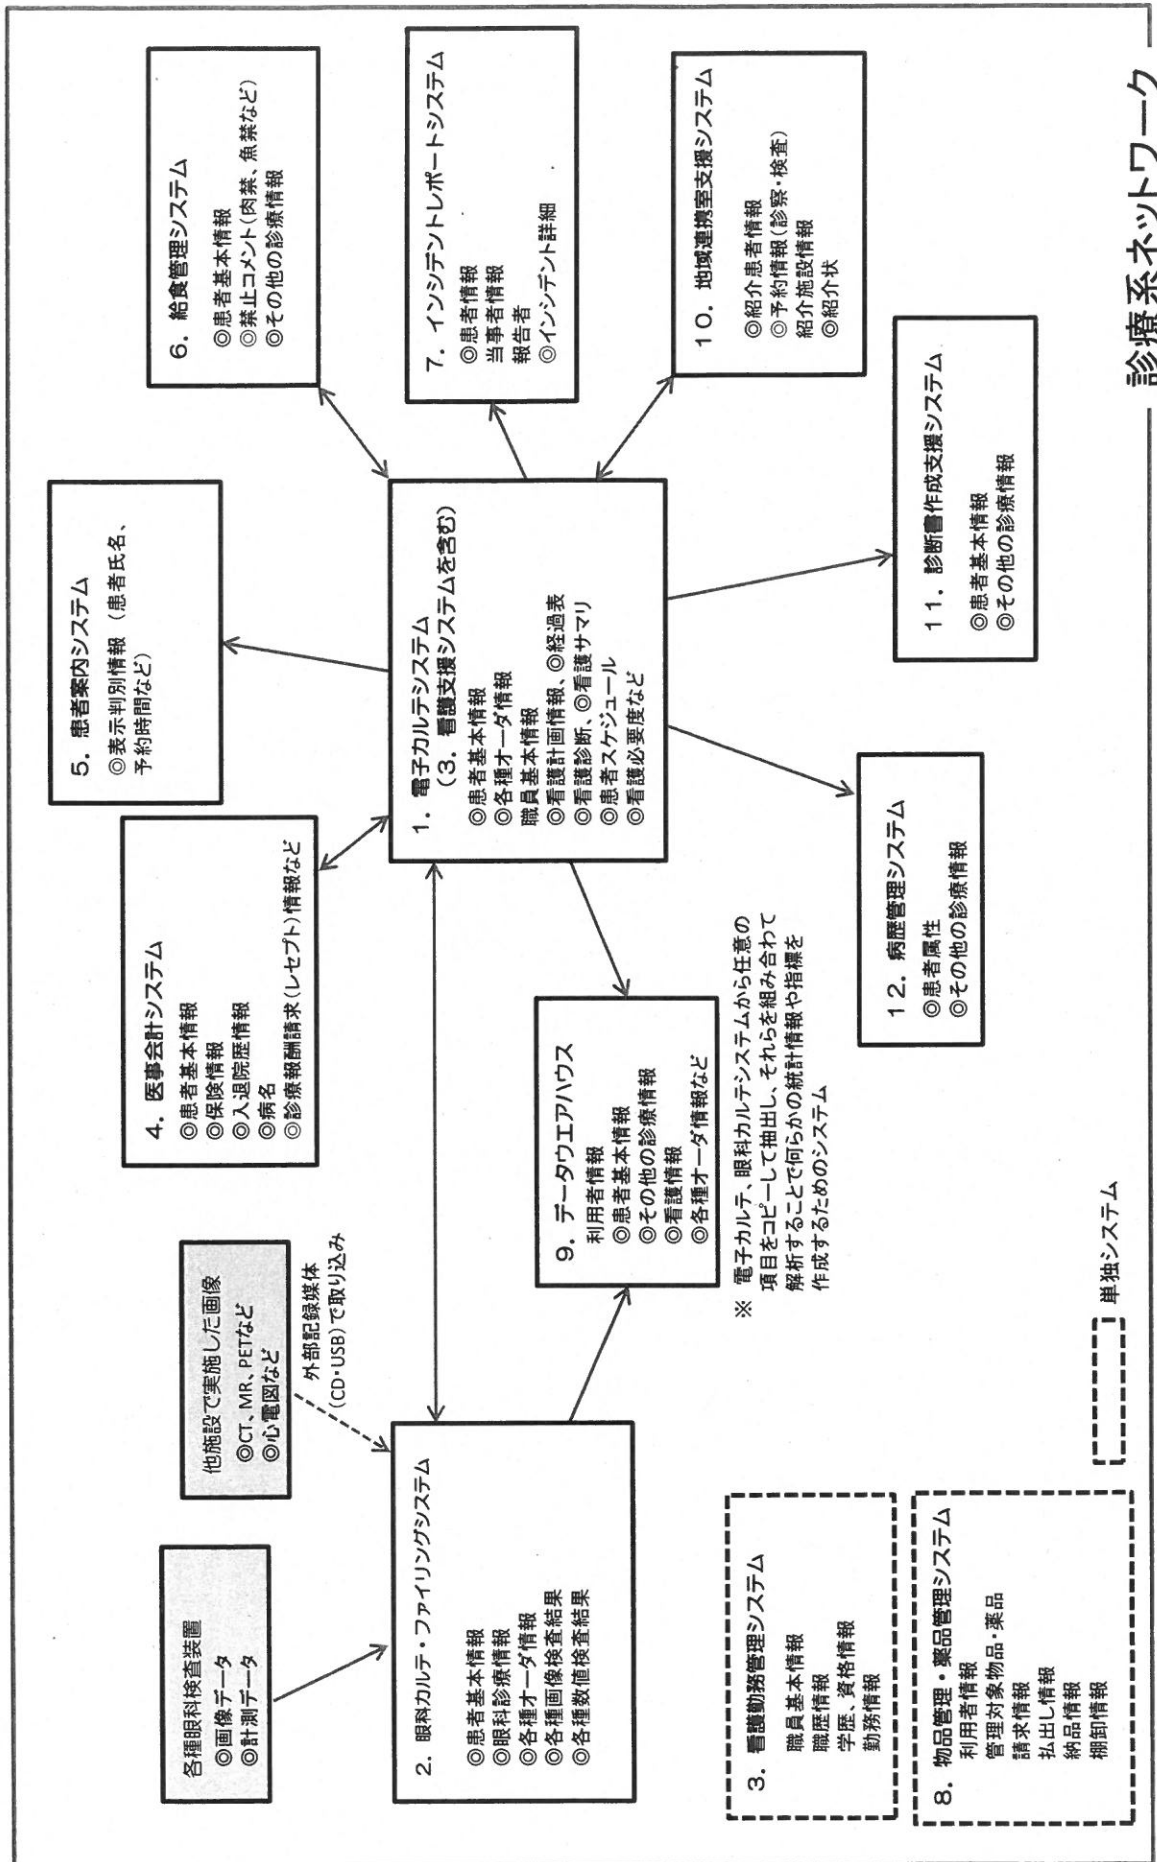 各種眼科検査装置
◎画像データ
◎計測データ
他施設で実施した画像
◎CT、MR、PETなど
◎心電図など
外部記録媒体
(CD・USB)で取り込み
4. 医事会計システム
◎患者基本情報
◎保険情報
◎入退院歴情報
◎病名
◎診療報酬請求(レセプト)情報など
5. 患者案内システム
◎表示判別情報 (患者氏名、
予約時間など)
6. 給食管理システム
◎患者基本情報
◎禁止コメント(肉禁、魚禁など)
◎その他の診療情報
2. 眼科カルテ・ファイリングシステム
◎患者基本情報
◎眼科診療情報
◎各種オーダ情報
◎各種画像検査結果
◎各種数値検査結果
1. 電子カルテシステム
(3. 看護支援システムを含む)
◎患者基本情報
◎各種オーダ情報
職員基本情報
◎看護計画情報、◎経過表
◎看護診断、◎看護サマリ
◎患者スケジュール
◎看護必要度など
7. インシデントレポートシステム
◎患者情報
当事者情報
報告者
◎インシデント詳細
9. データウエアハウス
利用者情報
◎患者基本情報
◎その他の診療情報
◎看護情報
◎各種オーダ情報など
※ 電子カルテ、眼科カルテシステムから任意の
項目をコピーして抽出し、それらを組み合わて
解析することで何らかの統計情報や指標を
作成するためのシステム
10. 地域連携室支援システム
◎紹介患者情報
◎予約情報(診察・検査)
紹介施設情報
◎紹介状
3. 看護勤務管理システム
職員基本情報
職歴情報
学歴 資格情報
勤務情報
8. 物品管理・薬品管理システム
利用者情報
管理対象物品・薬品
請求情報
払出し情報
納品情報
棚卸情報
単独システム
12. 病歴管理システム
◎患者属性
◎その他の診療情報
11. 診断書作成支援システム
◎患者基本情報
◎その他の診療情報
診療系ネットワーク